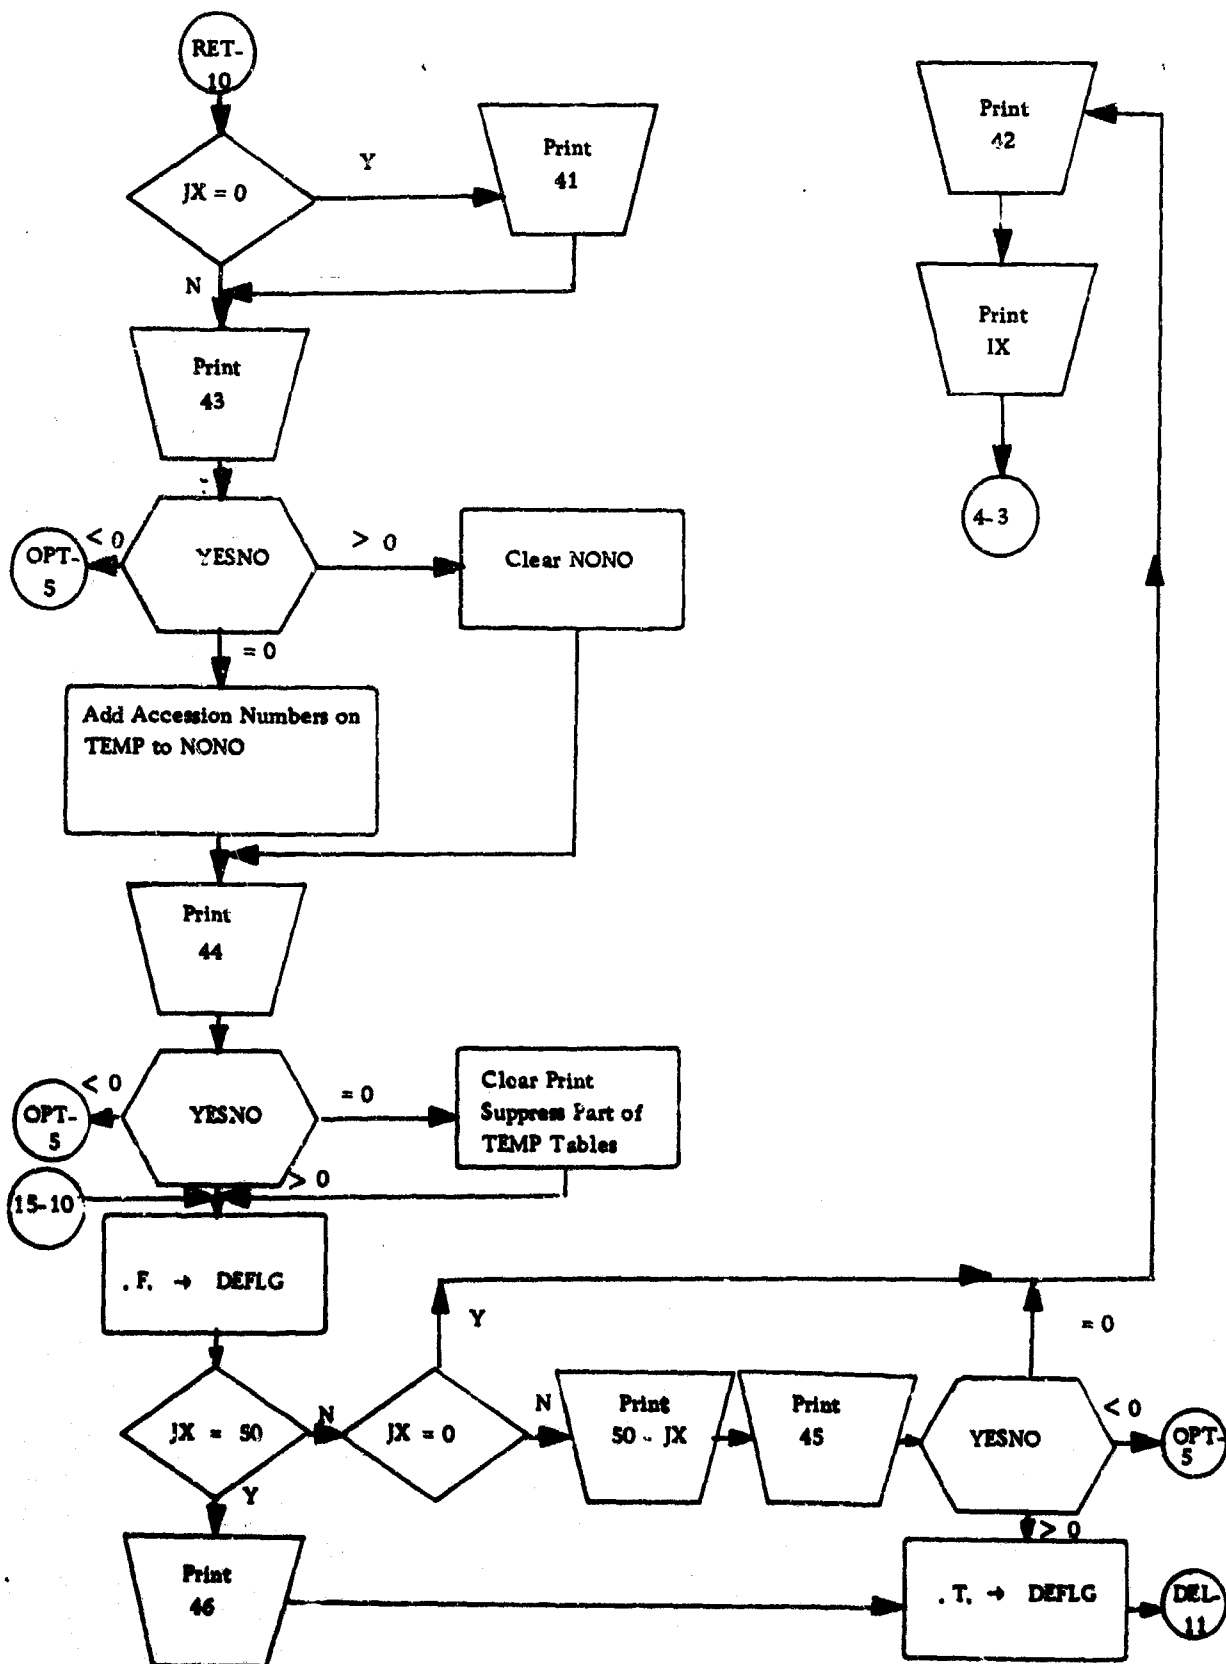 RET-
10
JX = 0
Y
N
Print
41
Print
43
YESNO
< 0
OPT-
5
> 0
Clear NONO
= 0
Add Accession Numbers on
TEMP to NONO
Print
44
YESNO
< 0
OPT-
5
= 0
Clear Print
Suppress Part of
TEMP Tables
> 0
15-10
. F. → DEFLG
JX = 50
N
Y
JX = 0
Y
N
Print
50 - JX
Print
45
YESNO
= 0
< 0
OPT-
5
> 0
Print
46
. T. → DEFLG
DEL-
11
Print
42
Print
IX
4-3